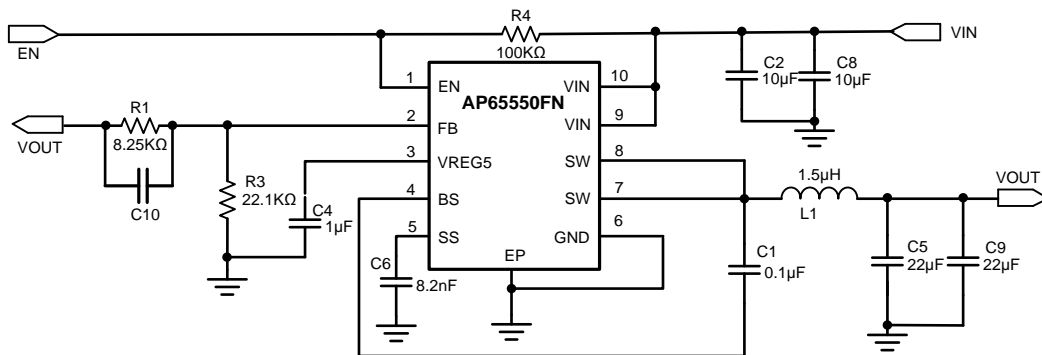 EN
R4
100KΩ
VIN
C2
10µF
C8
10µF
1
EN
AP65550FN
VIN
10
VIN
9
R1
8.25KΩ
VOUT
C10
2
FB
3
VREG5
SW
8
4
BS
SW
7
5
SS
GND
6
EP
R3
22.1KΩ
C4
1µF
C6
8.2nF
1.5µH
L1
VOUT
C1
0.1µF
C5
22µF
C9
22µF